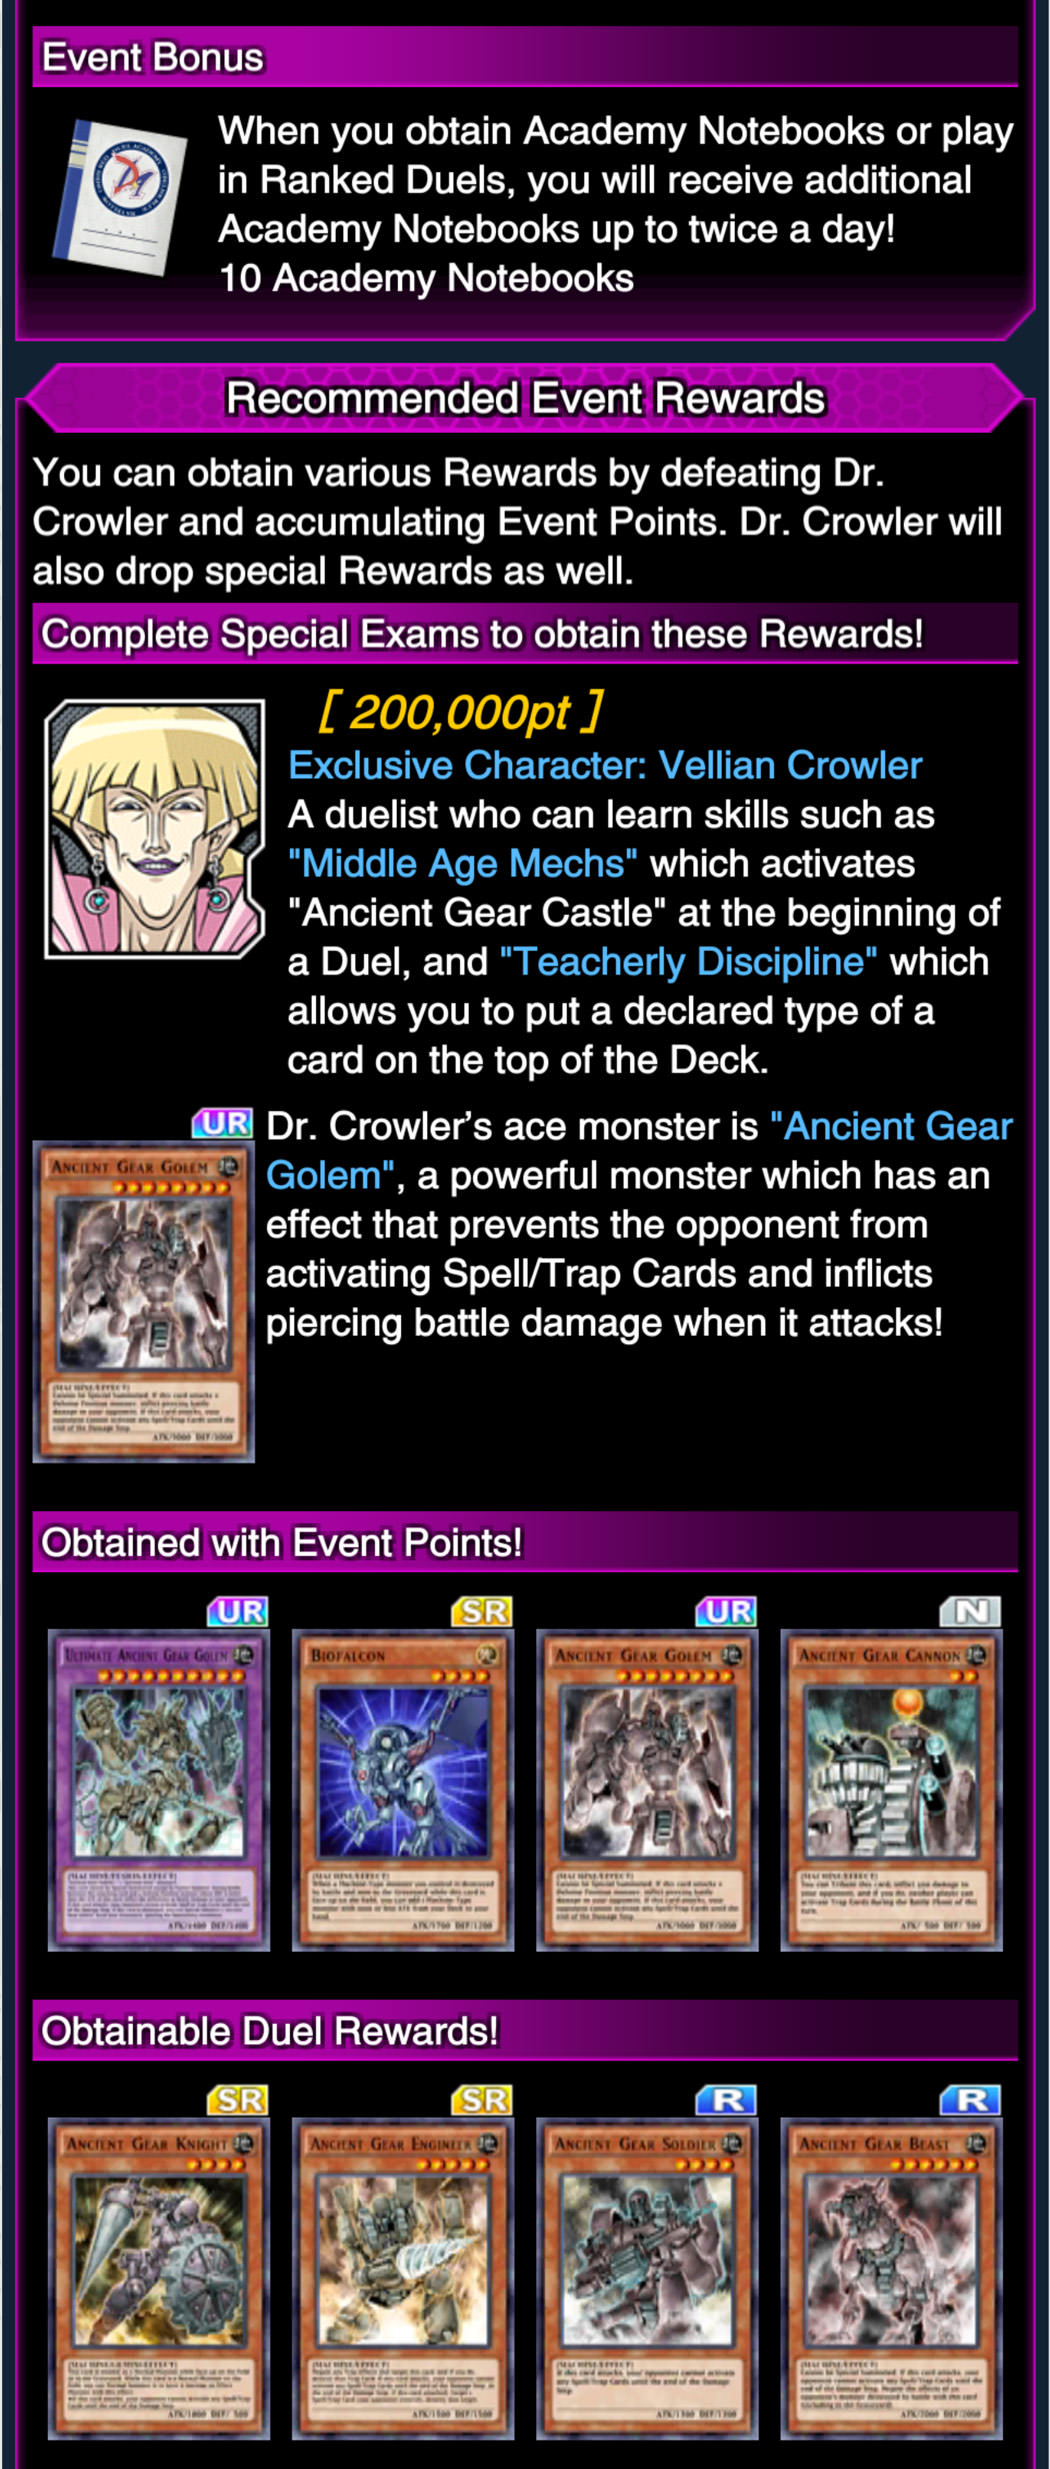 Event Bonus
When you obtain Academy Notebooks or play
in Ranked Duels, you will receive additional
Academy Notebooks up to twice a day!
10 Academy Notebooks
Recommended Event Rewards
You can obtain various Rewards by defeating Dr.
Crowler and accumulating Event Points. Dr. Crowler will
also drop special Rewards as well.
Complete Special Exams to obtain these Rewards!
[ 200,000pt ]
Exclusive Character: Vellian Crowler
A duelist who can learn skills such as
"Middle Age Mechs" which activates
"Ancient Gear Castle" at the beginning of
a Duel, and "Teacherly Discipline" which
allows you to put a declared type of a
card on the top of the Deck.
UR
Dr. Crowler’s ace monster is "Ancient Gear
Golem", a powerful monster which has an
effect that prevents the opponent from
activating Spell/Trap Cards and inflicts
piercing battle damage when it attacks!
ANCIENT GEAR GOLEM
Obtained with Event Points!
UR SR UR N
ULTIMATE ANCIENT GEAR GOLEM
BIOFALCON
ANCIENT GEAR GOLEM
ANCIENT GEAR CANNON
Obtainable Duel Rewards!
SR SR R R
ANCIENT GEAR KNIGHT
ANCIENT GEAR ENGINEER
ANCIENT GEAR SOLDIER
ANCIENT GEAR BEAST